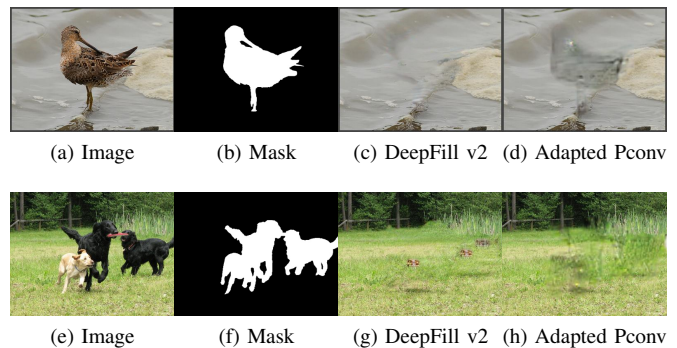 (a) Image (b) Mask (c) DeepFill v2 (d) Adapted Pconv
(e) Image (f) Mask (g) DeepFill v2 (h) Adapted Pconv